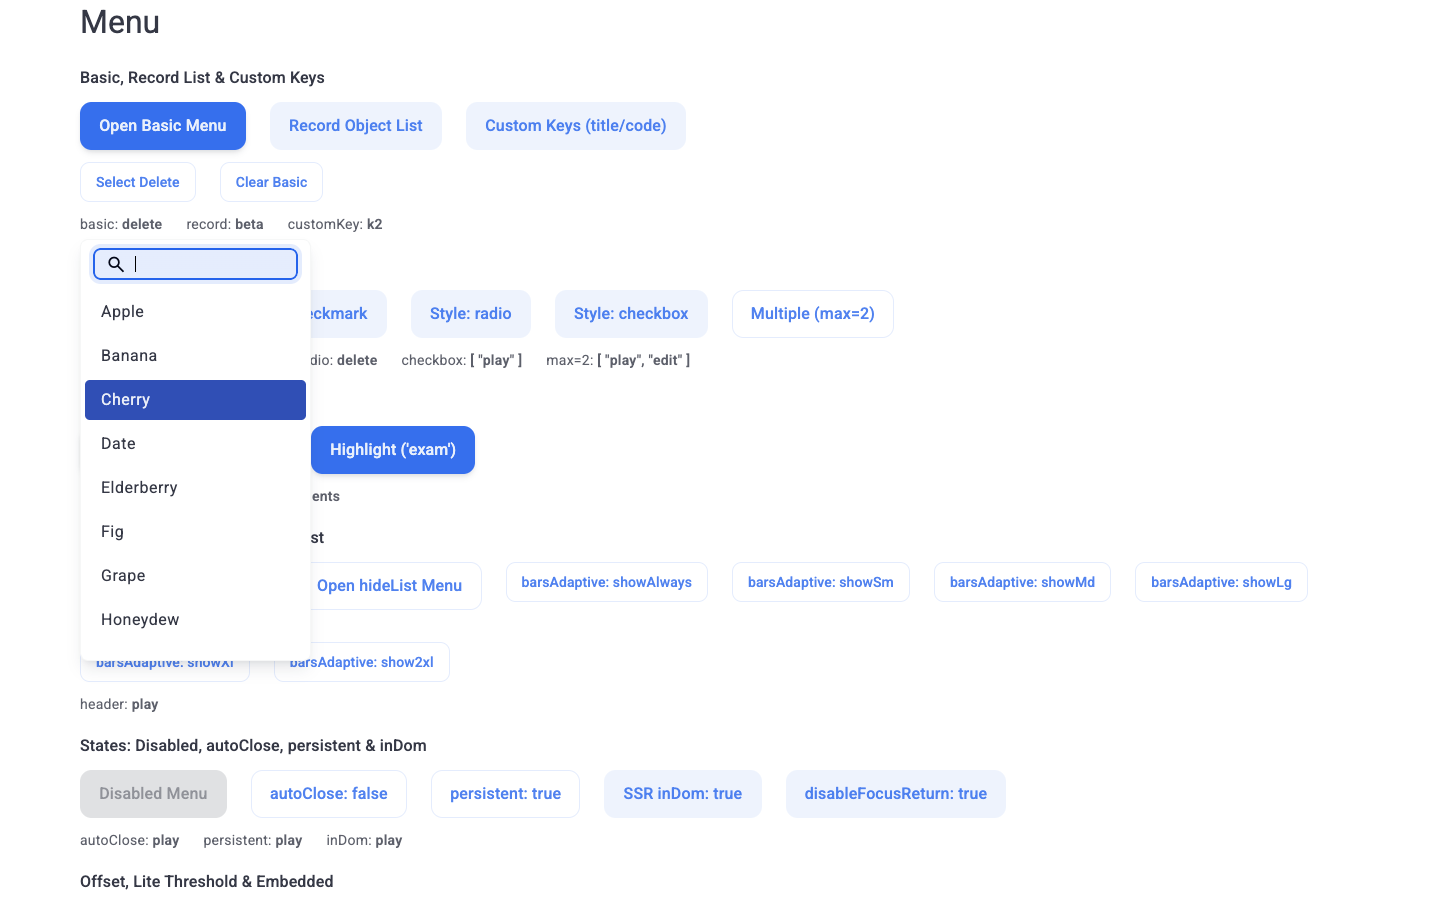 Menu
Basic, Record List & Custom Keys
Open Basic Menu
Record Object List
Custom Keys (title/code)
Select Delete
Clear Basic
basic: delete
record: beta
customKey: k2
Apple
Banana
Cherry
Date
Elderberry
Fig
Grape
Honeydew
eckmark
Style: radio
Style: checkbox
Multiple (max=2)
dio: delete
checkbox: [ "play" ]
max=2: [ "play", "edit" ]
Highlight ('exam')
ents
st
Open hideList Menu
barsAdaptive: showAlways
barsAdaptive: showSm
barsAdaptive: showMd
barsAdaptive: showLg
barsAdaptive: showXl
barsAdaptive: show2xl
header: play
States: Disabled, autoClose, persistent & inDom
Disabled Menu
autoClose: false
persistent: true
SSR inDom: true
disableFocusReturn: true
autoClose: play
persistent: play
inDom: play
Offset, Lite Threshold & Embedded